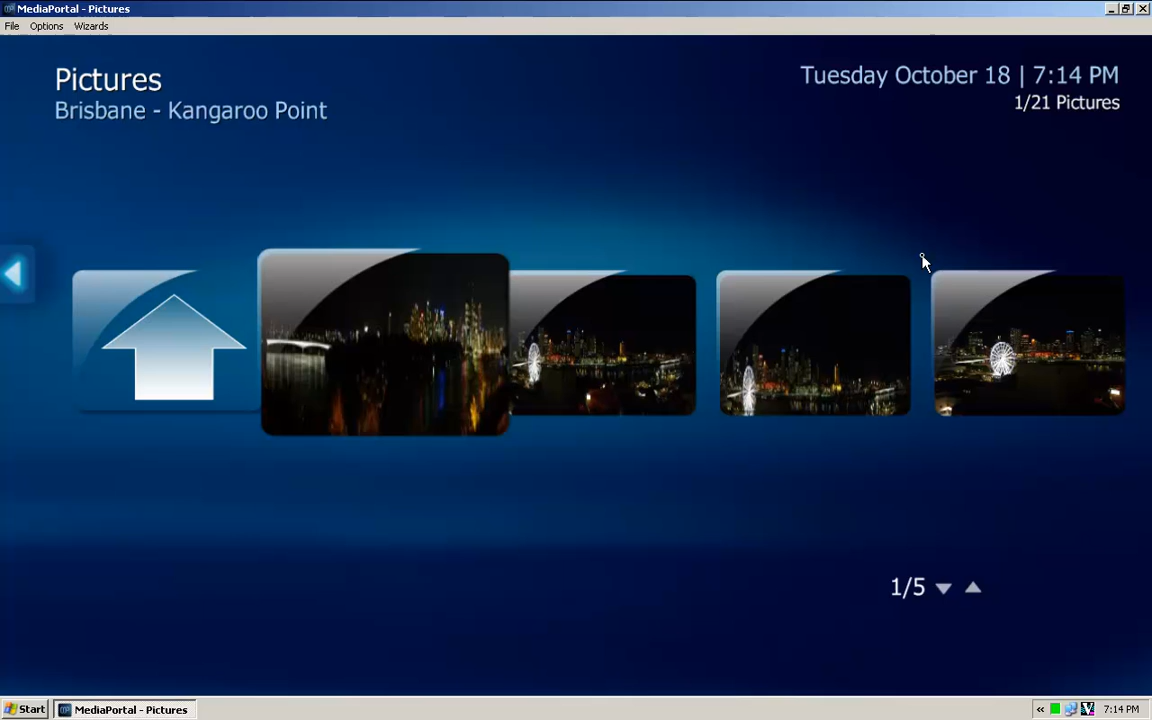 MediaPortal - Pictures
File Options Wizards
Pictures
Brisbane - Kangaroo Point
Tuesday October 18 | 7:14 PM
1/21 Pictures
1/5
Start
MediaPortal - Pictures
7:14 PM